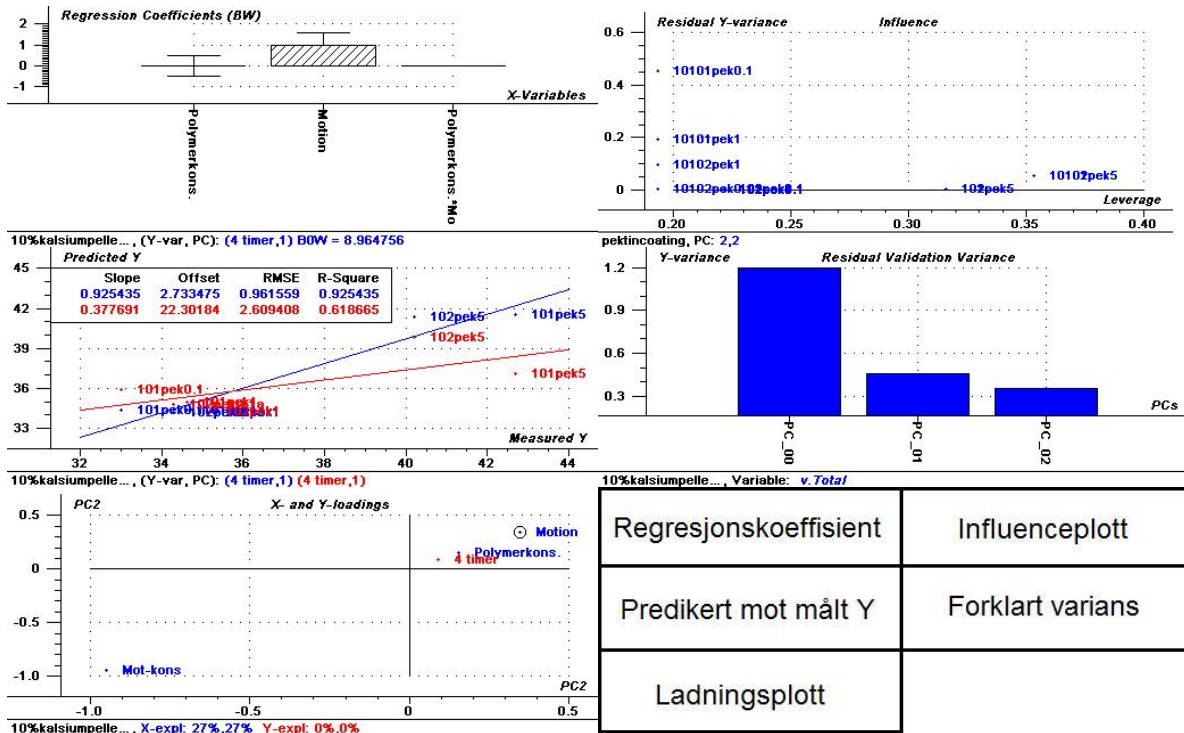 Regression Coefficients (BW)
2
1
0
-1
X-Variables
Polymerkons.
Motion
Polymerkons.*Mo
10%kalsiumpelle..., (Y-var, PC): (4 timer,1) B0W = 8.964756
Residual Y-variance Influence
0.6
0.4
0.2
0
10101pek0.1
10101pek1
10102pek1
102pek5
Leverage
0.20 0.25 0.30 0.35 0.40
pektincoating, PC: 2,2
Predicted Y
45
42
39
36
33
Slope Offset RMSE R-Square
0.925435 2.733475 0.961559 0.925435
0.377691 22.30184 2.609408 0.618665
102pek5
101pek5
102pek5
101pek5
101pek0.1
Measured Y
32 34 36 38 40 42 44
10%kalsiumpelle..., (Y-var, PC): (4 timer,1) (4 timer,1)
Y-variance Residual Validation Variance
1.2
0.9
0.6
0.3
PCs
PC_00
PC_01
PC_02
10%kalsiumpelle..., Variable: v.Total
PC2 X- and Y-loadings
0.5
0
-0.5
-1.0
Motion
Polymerkons.
4 timer
Mot-kons
PC2
-1.0 -0.5 0 0.5
10%kalsiumpelle..., X-expl: 27%,27% Y-expl: 0%,0%
Regresjonskoeffisient
Influenceplott
Predikert mot målt Y
Forklart varians
Ladningsplott